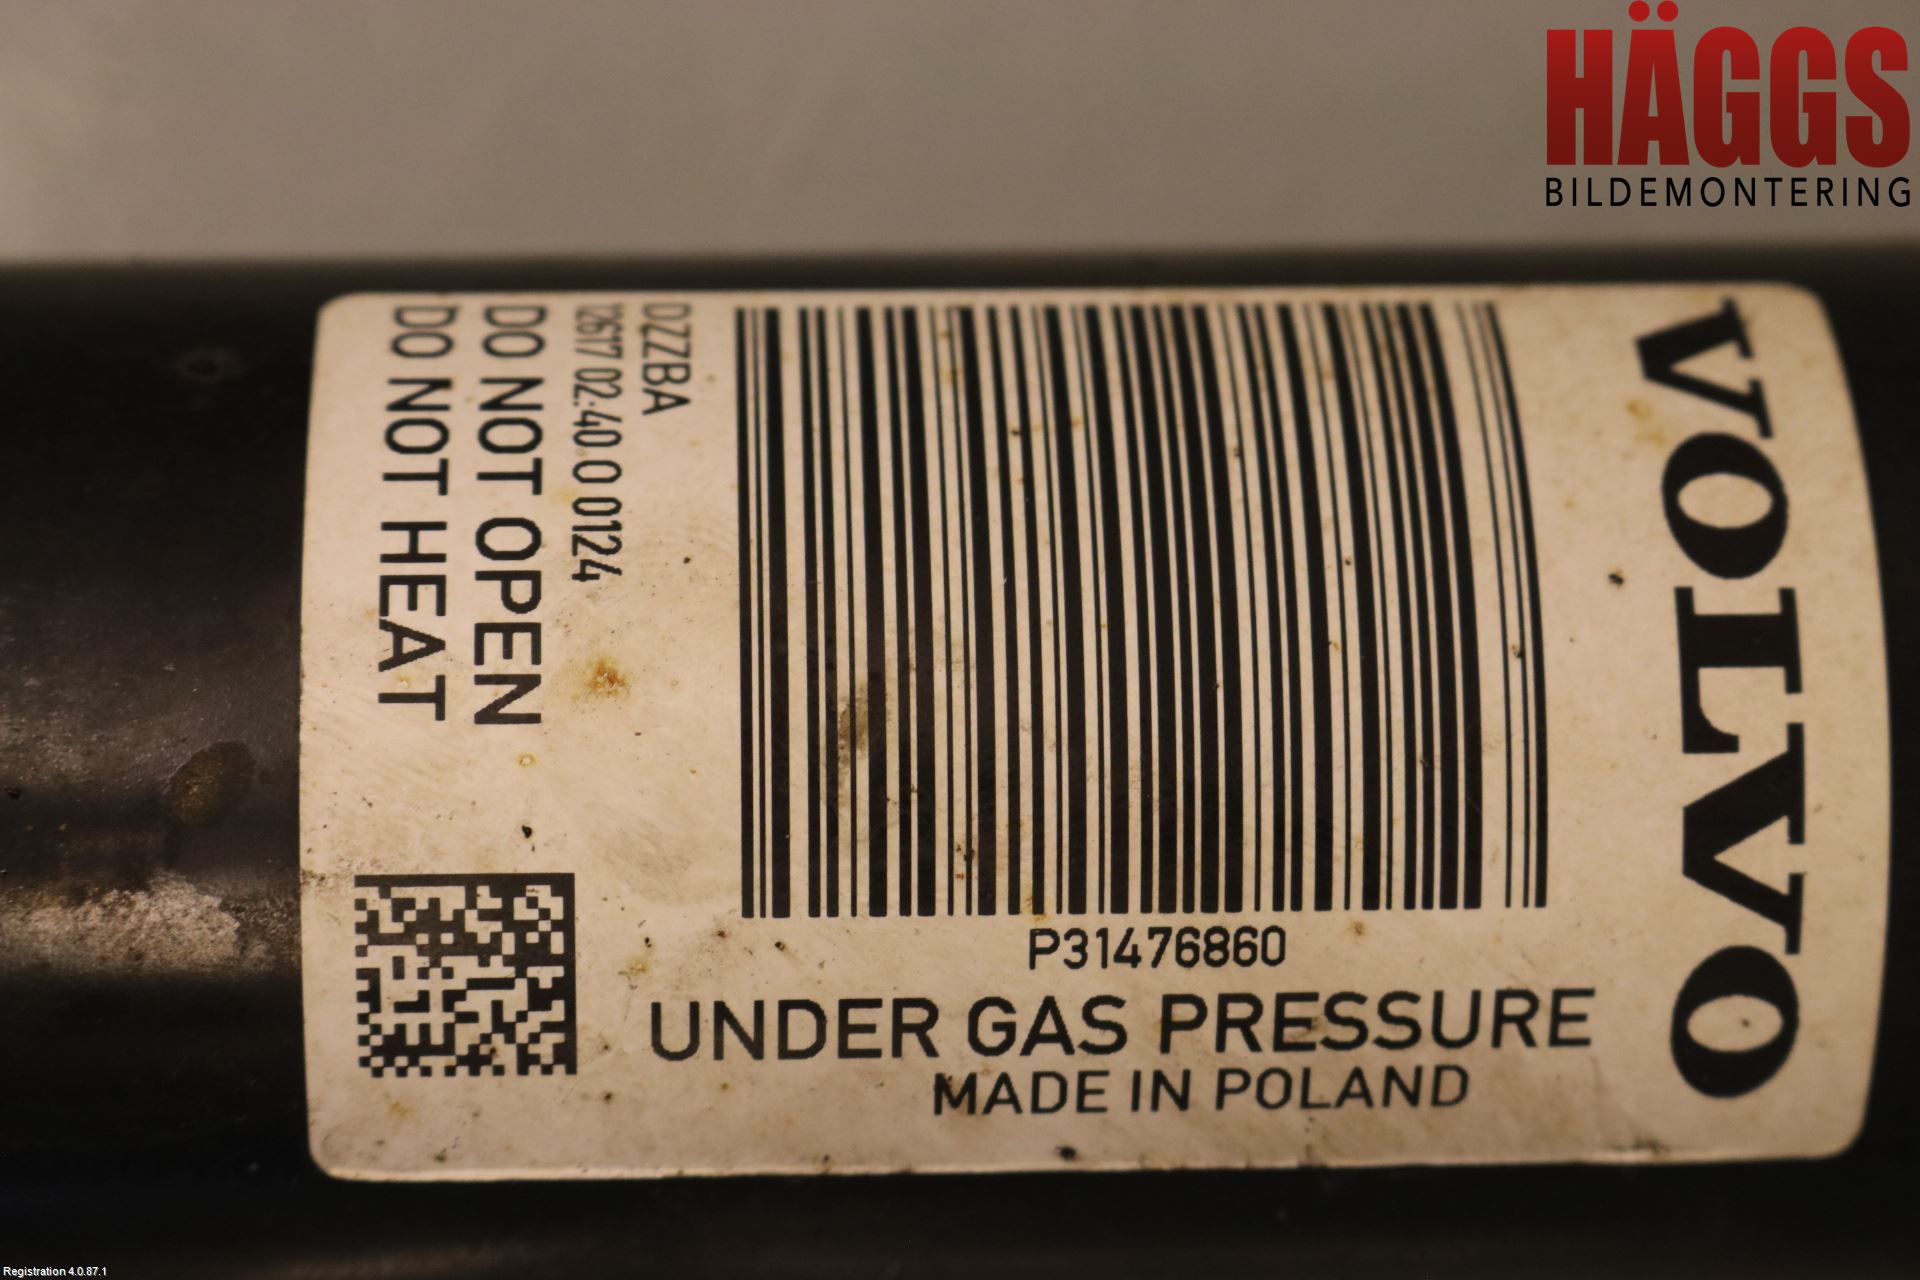 HÄGGS
BILDEMONTERING
VOLVO
DZZBA
12617 02:40 0 0124
DO NOT OPEN
DO NOT HEAT
P31476860
UNDER GAS PRESSURE
MADE IN POLAND
Registration 4.0.87.1